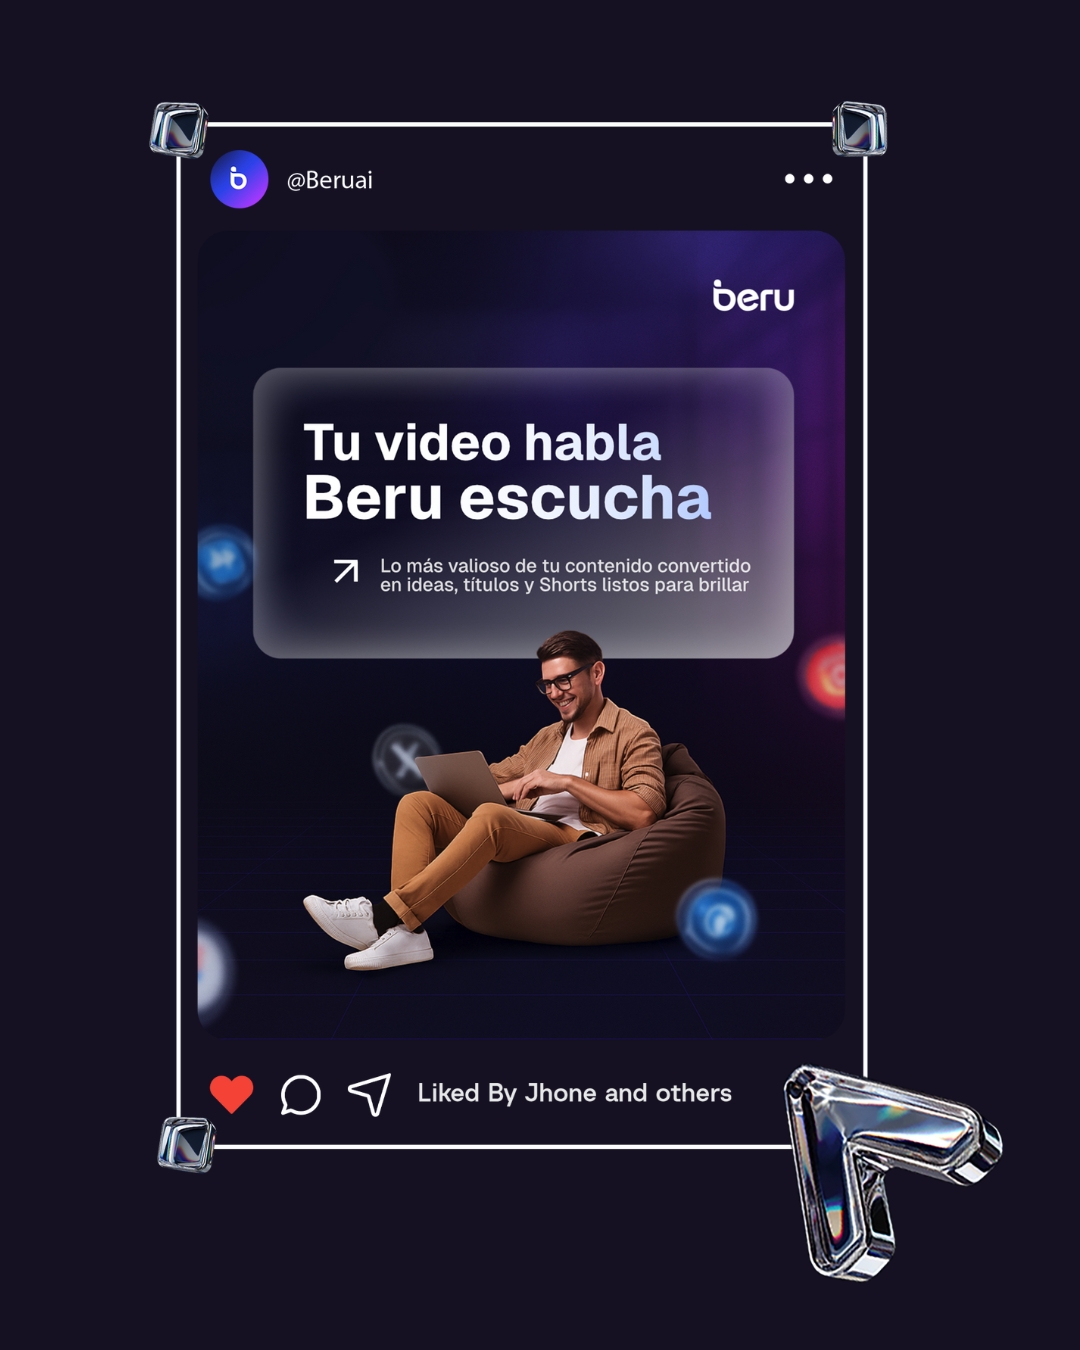 @Beruai
beru
Tu video habla
Beru escucha
Lo más valioso de tu contenido convertido
en ideas, títulos y Shorts listos para brillar
Liked By Jhone and others